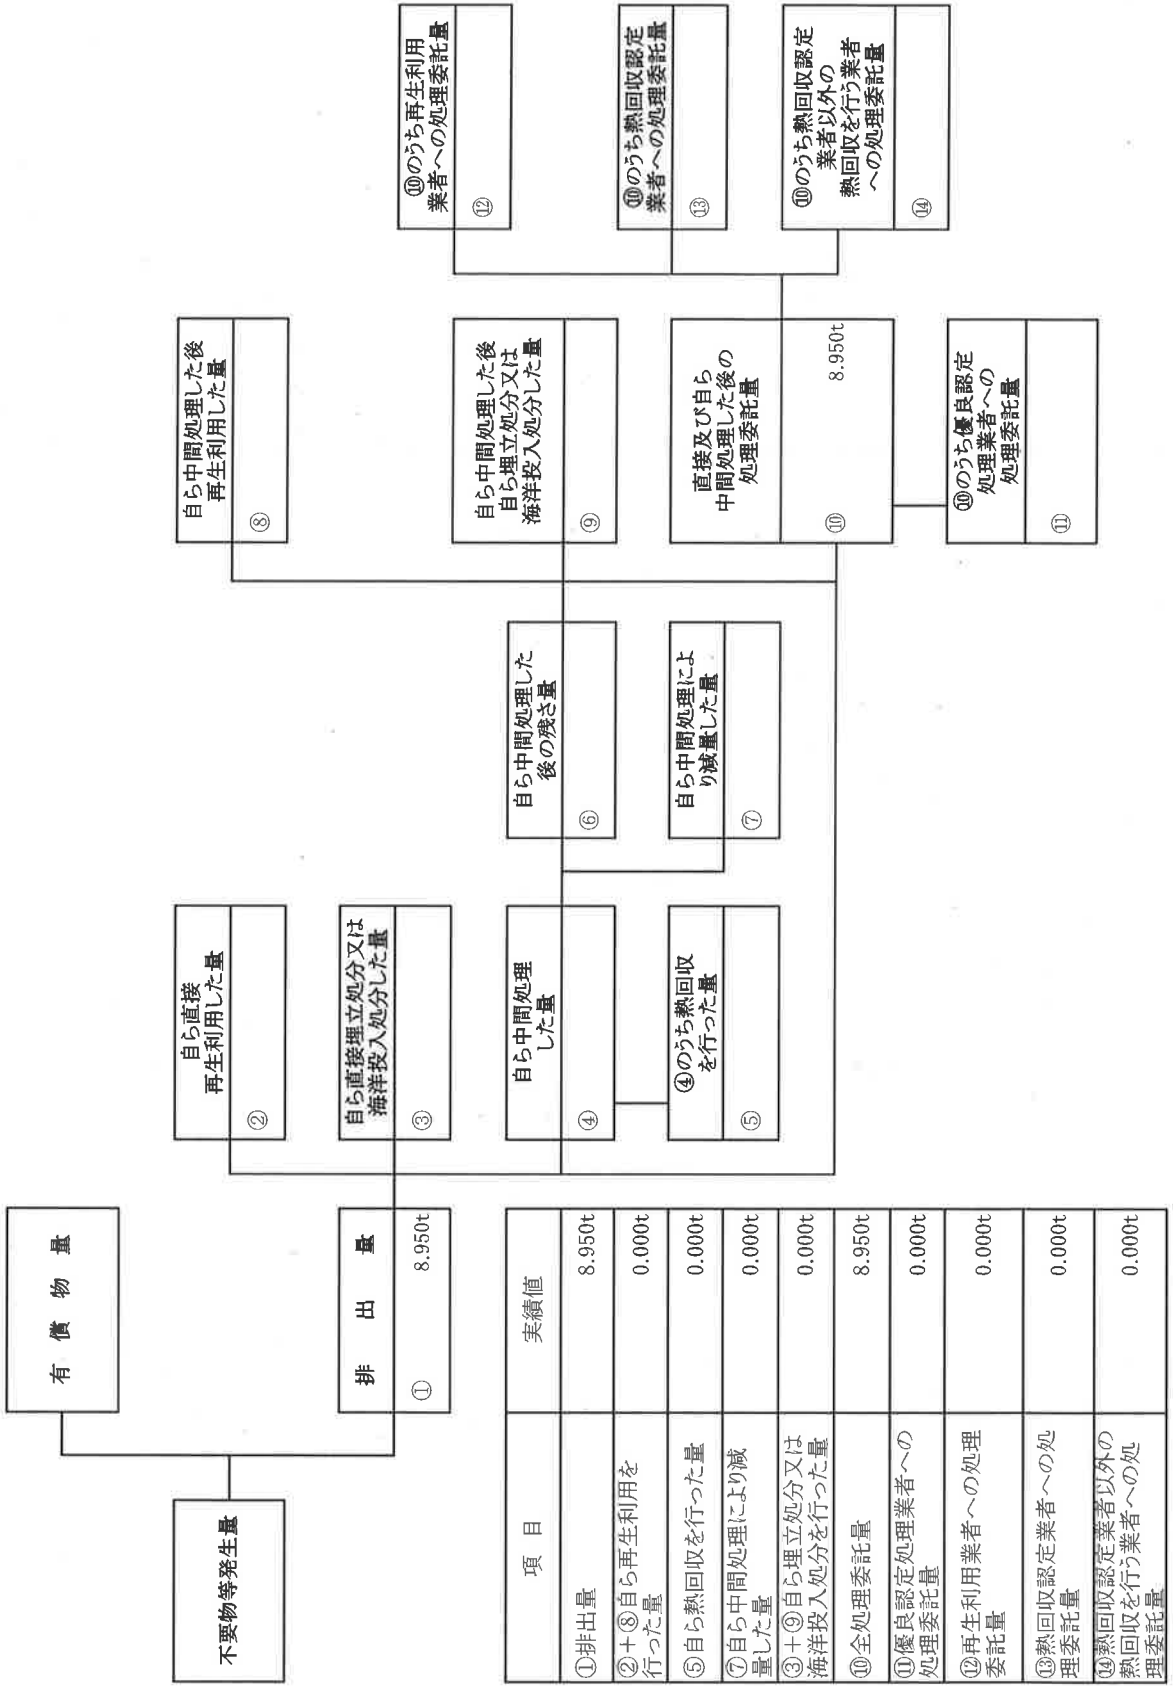 有償物量
不要物等発生量
排出量
① 8.950t
自ら直接
再生利用した量
②
自ら直接埋立処分又は
海洋投入処分した量
③
自ら中間処理
した量
④
④のうち熱回収
を行った量
⑤
自ら中間処理した
後の残さ量
⑥
自ら中間処理によ
り減量した量
⑦
自ら中間処理した後
再生利用した量
⑧
自ら中間処理した後
自ら埋立処分又は
海洋投入処分した量
⑨
直接及び自ら
中間処理した後の
処理委託量
⑩ 8.950t
⑩のうち優良認定
処理業者への
処理委託量
⑪
⑩のうち再生利用
業者への処理委託量
⑫
⑩のうち熱回収認定
業者への処理委託量
⑬
⑩のうち熱回収認定
業者以外の
熱回収を行う業者
への処理委託量
⑭
項目 実績値
①排出量 8.950t
②+⑧自ら再生利用を
行った量 0.000t
⑤自ら熱回収を行った量 0.000t
⑦自ら中間処理により減
量した量 0.000t
③+⑨自ら埋立処分又は
海洋投入処分を行った量 0.000t
⑩全処理委託量 8.950t
⑪優良認定処理業者への
処理委託量 0.000t
⑫再生利用業者への処理
委託量 0.000t
⑬熱回収認定業者への処
理委託量 0.000t
⑭熱回収認定業者以外の
熱回収を行う業者への処
理委託量 0.000t